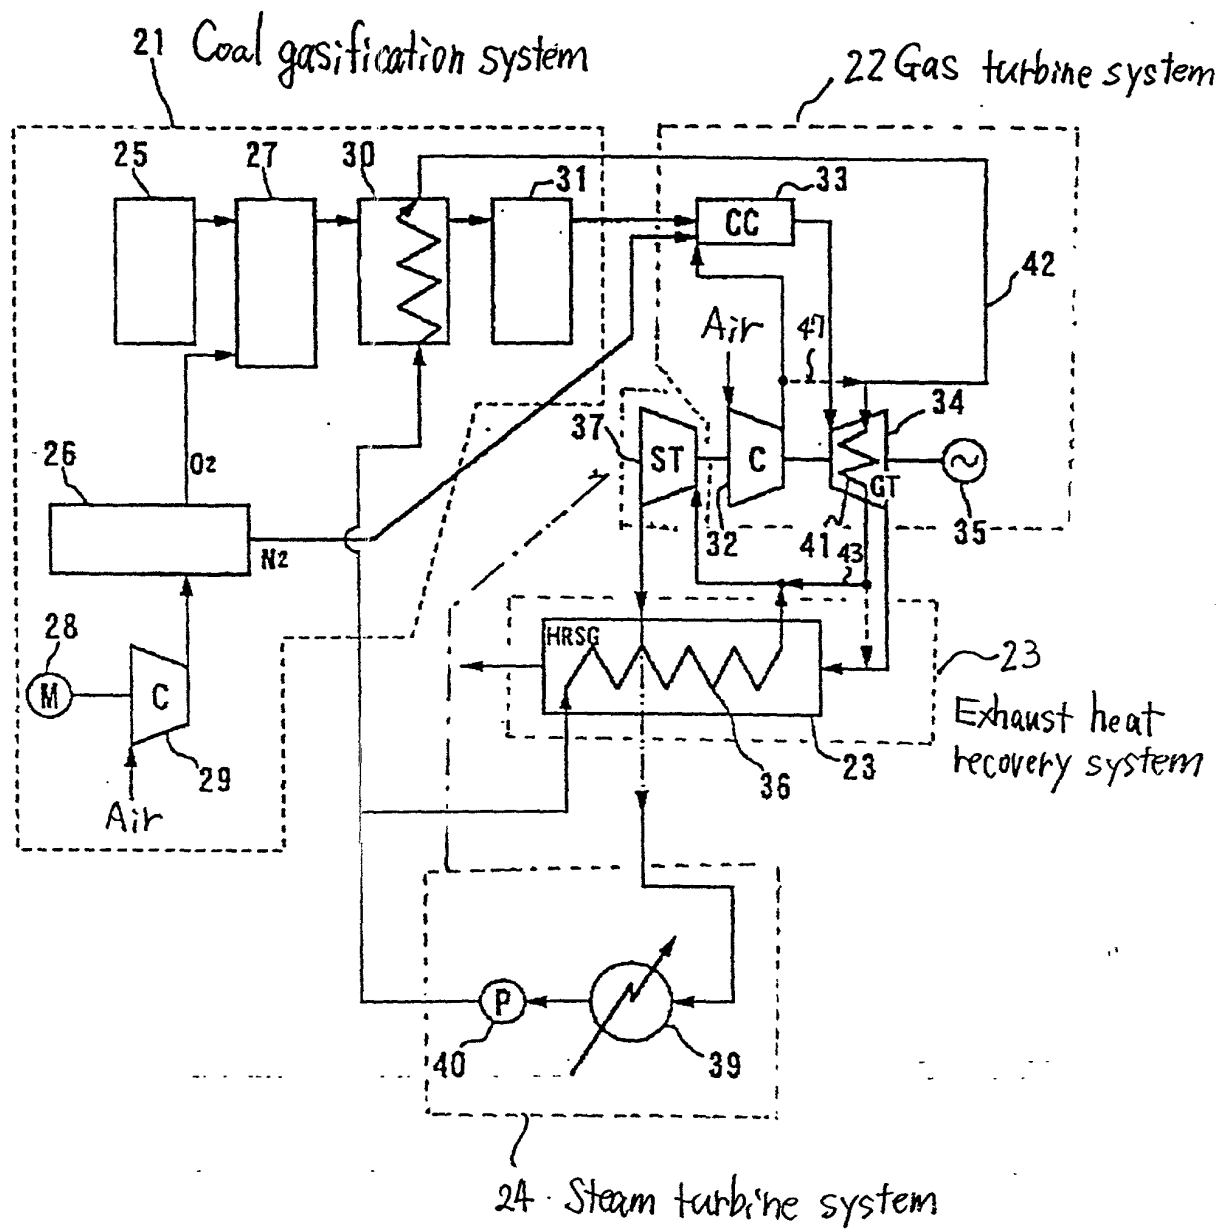 21 Coal gasification system
22 Gas turbine system
25
27
30
31
33
CC
42
Air
47
34
37
ST
C
GT
26
O2
N2
32
41
43
35
28
M
C
29
Air
HRSG
36
23
23
Exhaust heat
recovery system
P
40
39
24 Steam turbine system